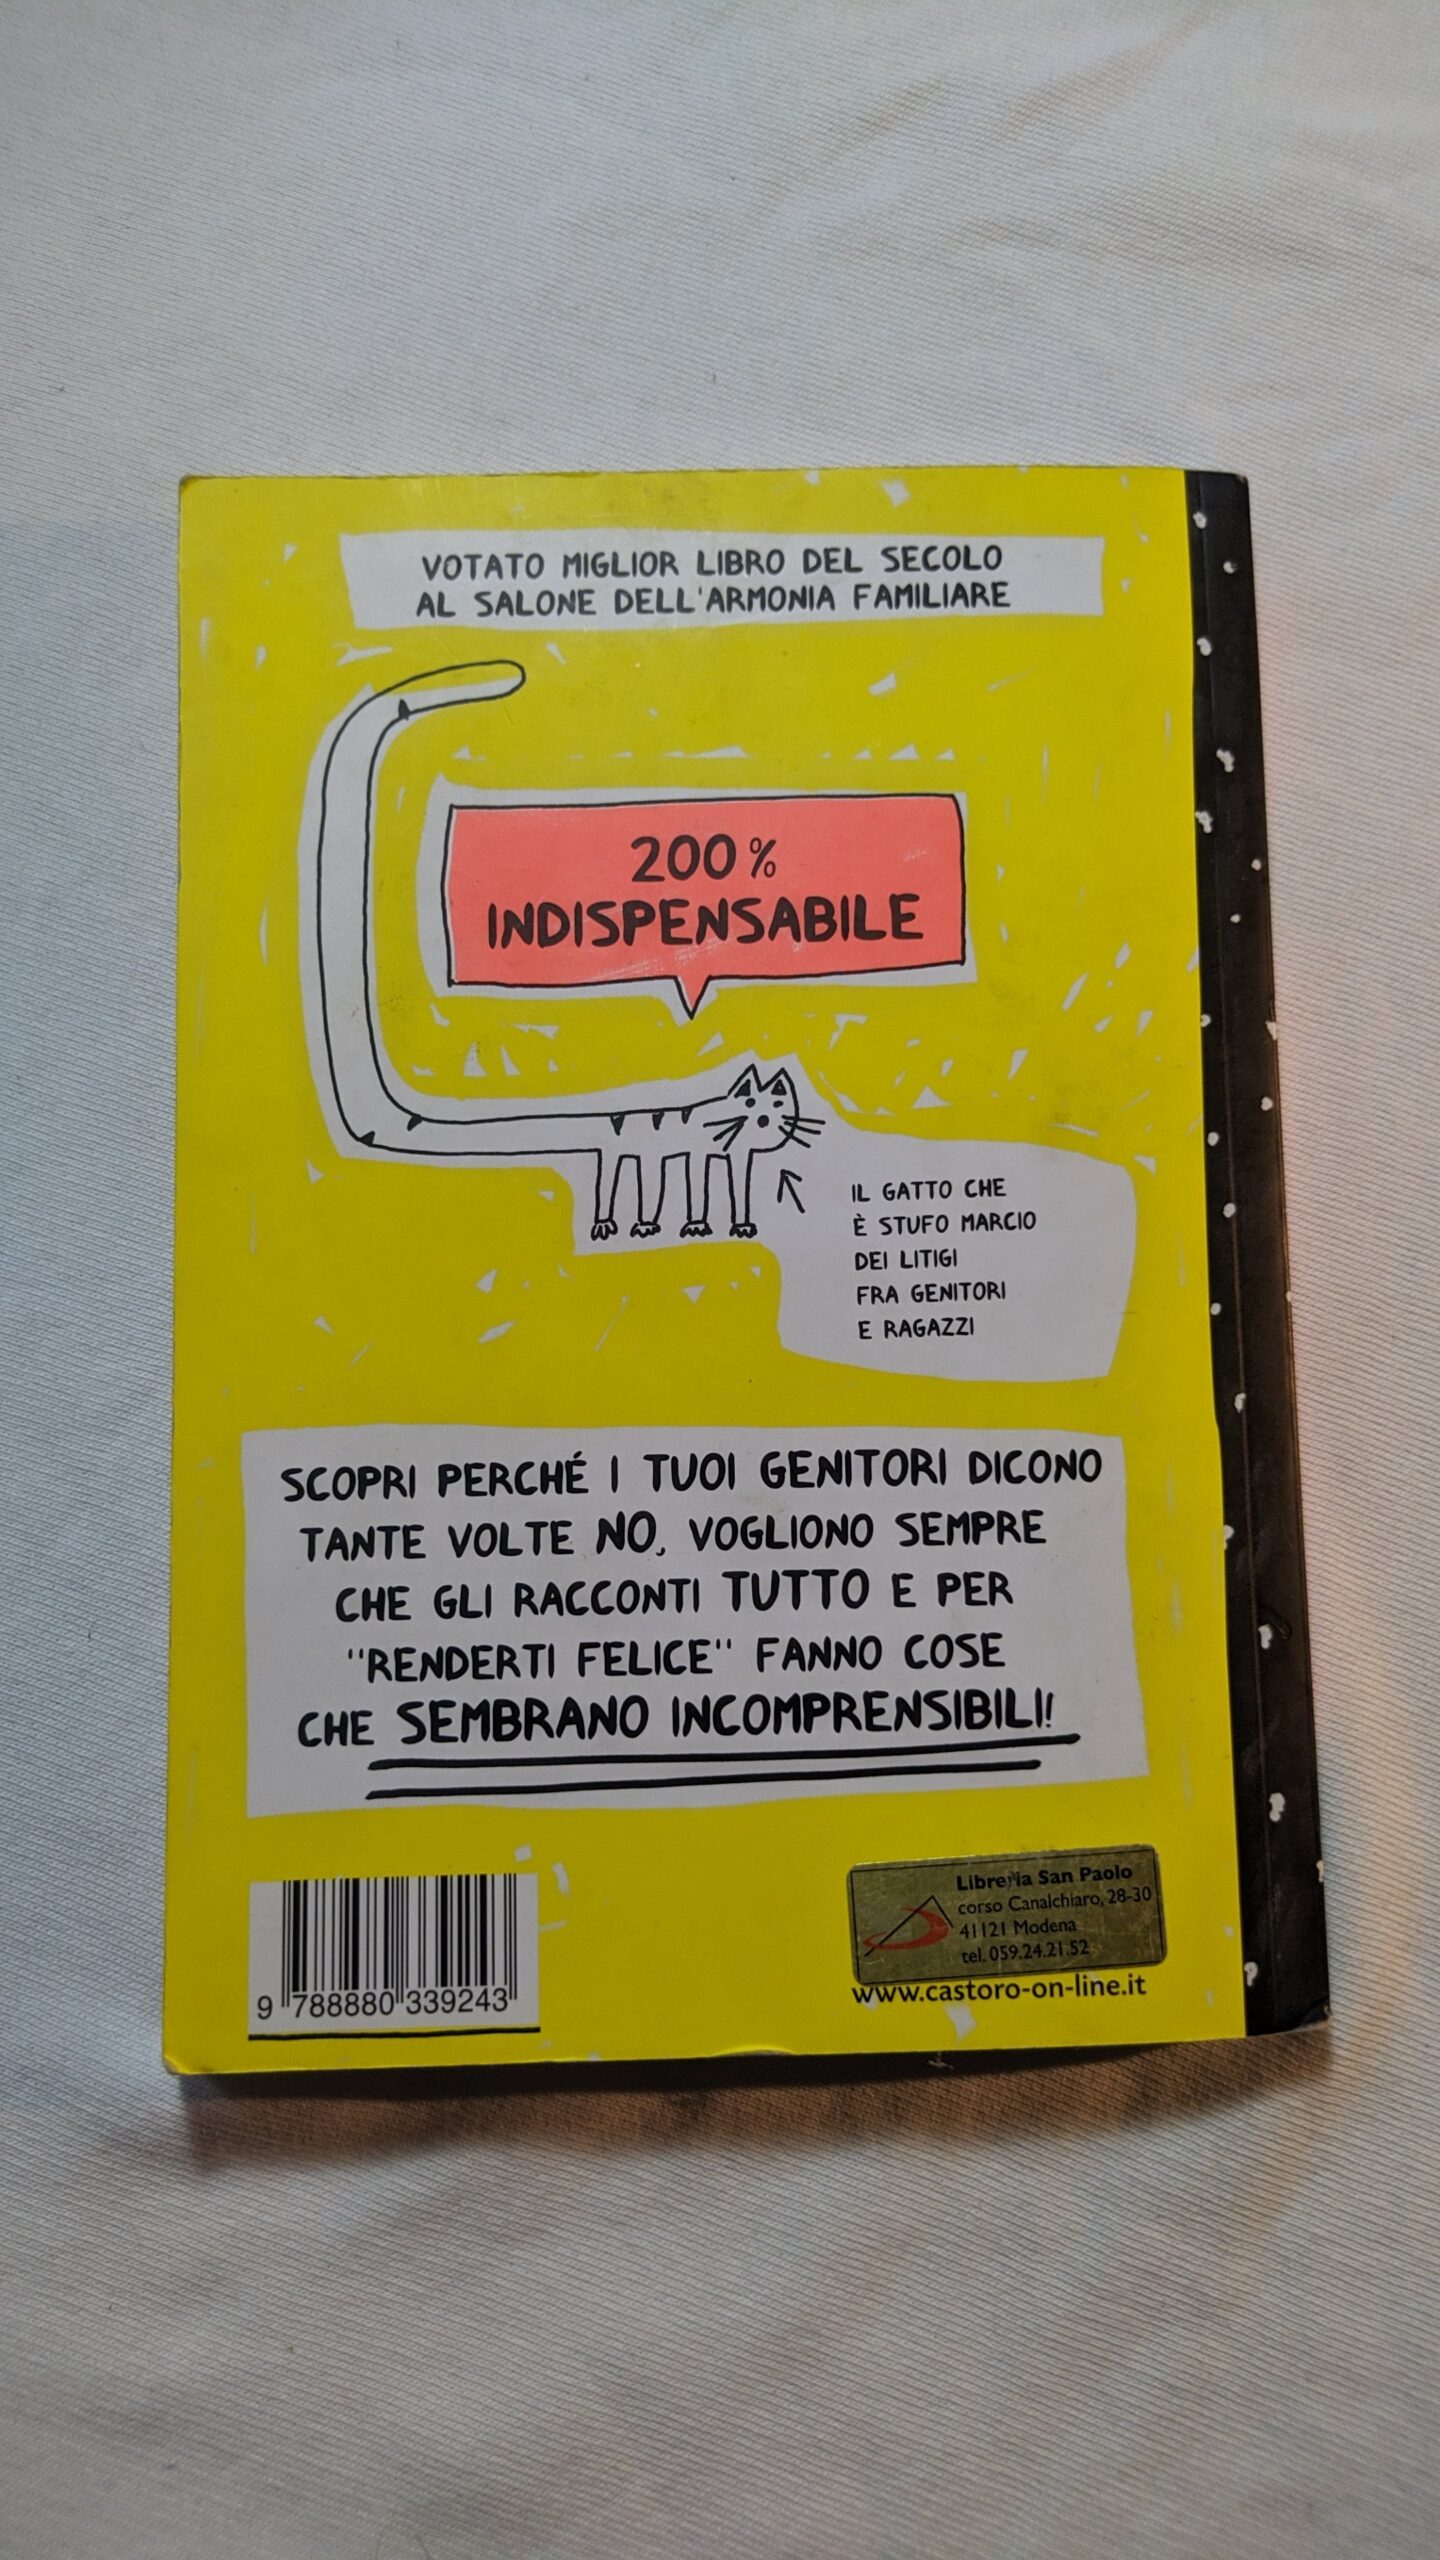 VOTATO MIGLIOR LIBRO DEL SECOLO
AL SALONE DELL'ARMONIA FAMILIARE
200%
INDISPENSABILE
IL GATTO CHE
È STUFO MARCIO
DEI LITIGI
FRA GENITORI
E RAGAZZI
SCOPRI PERCHÉ I TUOI GENITORI DICONO
TANTE VOLTE NO, VOGLIONO SEMPRE
CHE GLI RACCONTI TUTTO E PER
"RENDERTI FELICE" FANNO COSE
CHE SEMBRANO INCOMPRENSIBILI!
9 788880 339243
Libreria San Paolo
corso Canalchiaro, 28-30
41121 Modena
tel. 059.24.21.52
www.castoro-on-line.it